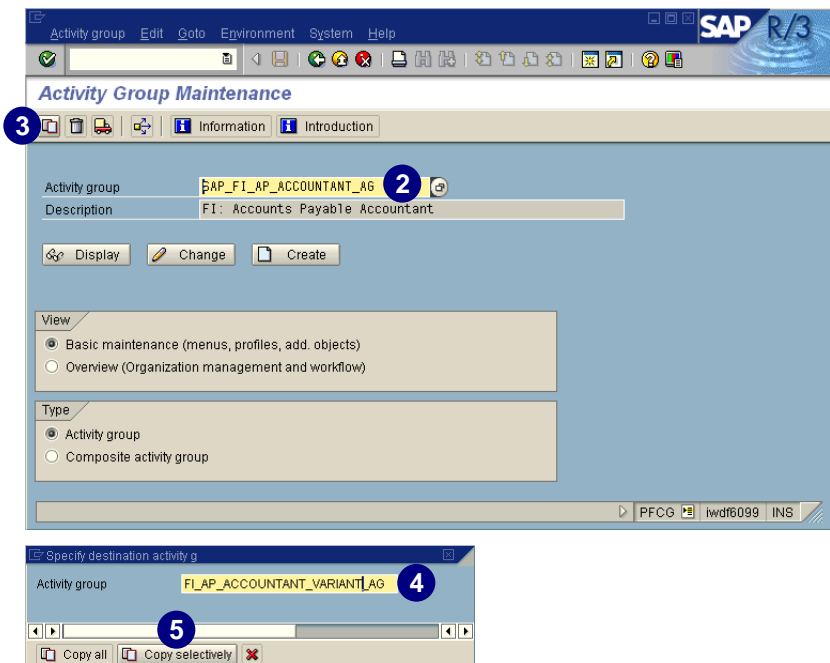 Activity group Edit Goto Environment System Help
SAP R/3
Activity Group Maintenance
3 Information Introduction
Activity group SAP_FI_AP_ACCOUNTANT_AG 2
Description FI: Accounts Payable Accountant
Display Change Create
View
Basic maintenance (menus, profiles, add. objects)
Overview (Organization management and workflow)
Type
Activity group
Composite activity group
PFCG iwdf6099 INS
Specify destination activity g
Activity group FI_AP_ACCOUNTANT_VARIANT_AG 4
5
Copy all Copy selectively